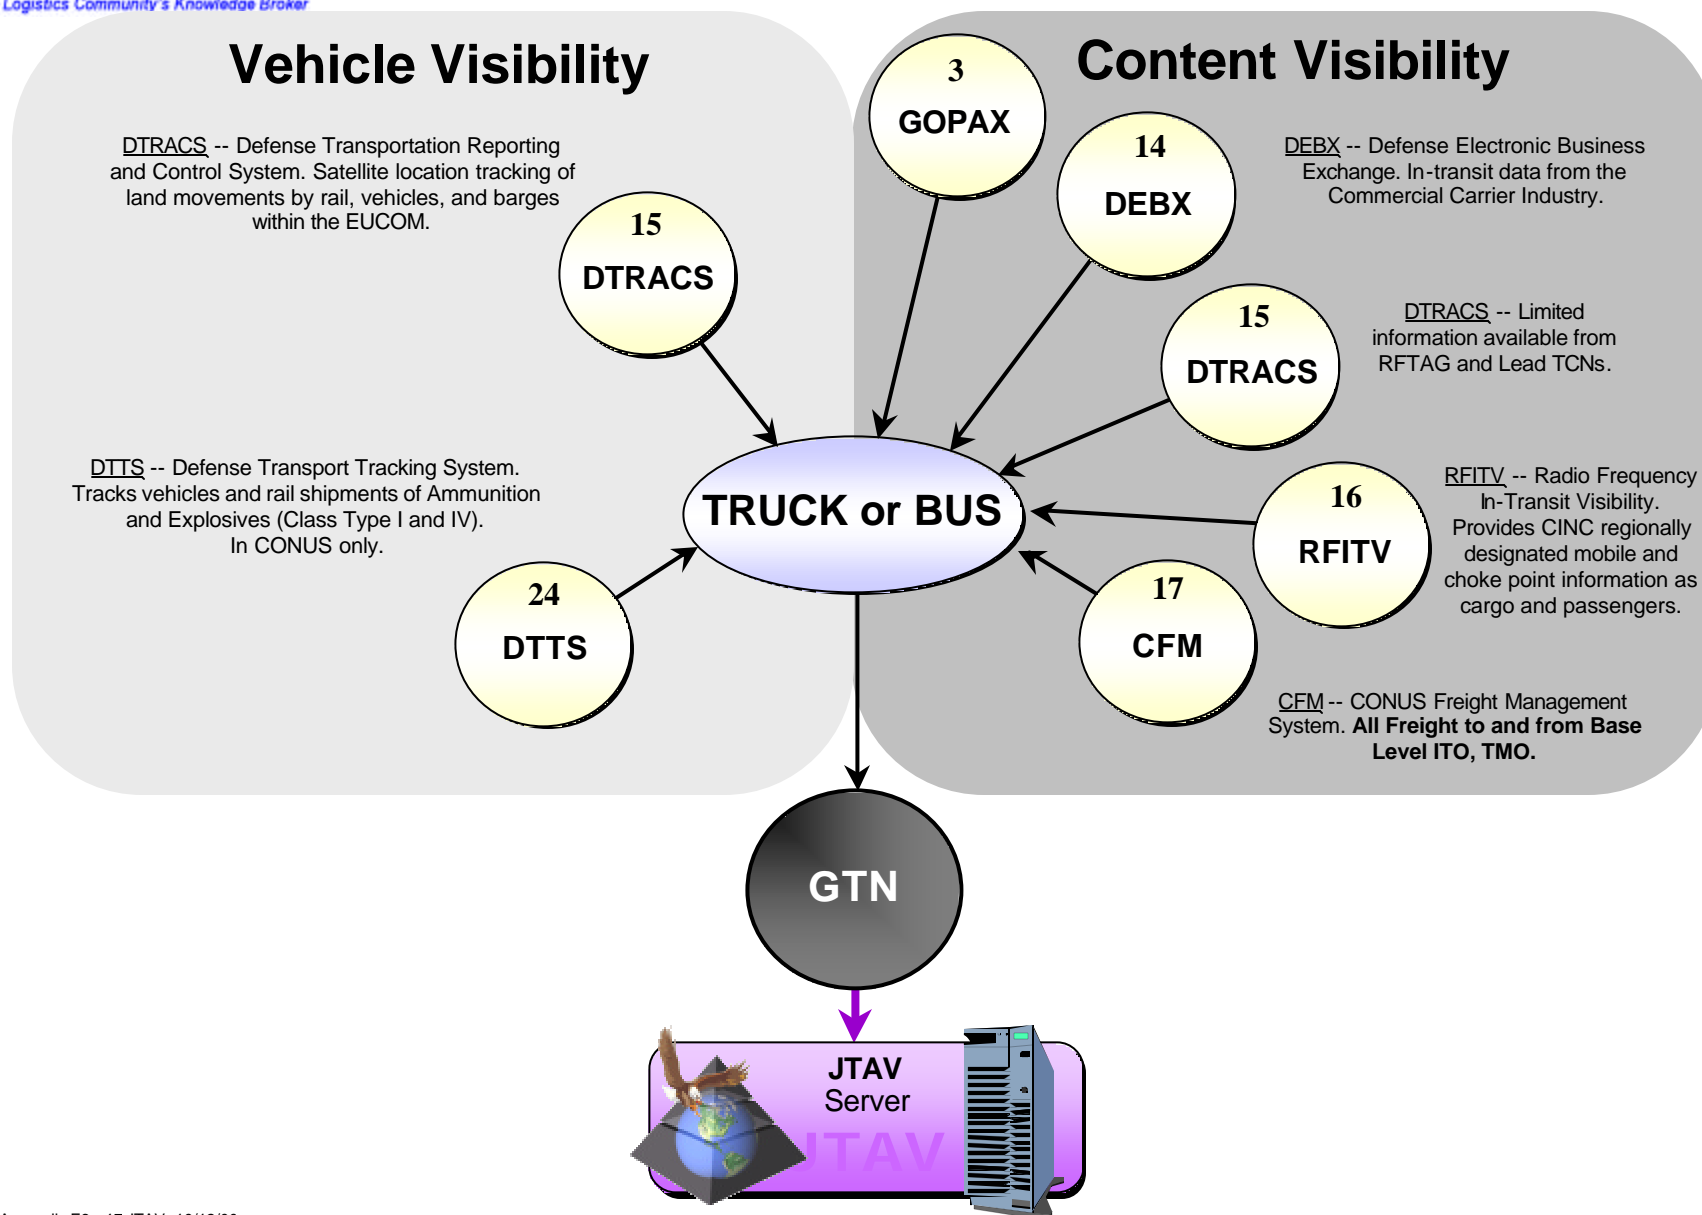 Logistics Community's Knowledge Broker
Vehicle Visibility
Content Visibility
DTRACS -- Defense Transportation Reporting
and Control System. Satellite location tracking of
land movements by rail, vehicles, and barges
within the EUCOM.
15
DTRACS
DTTS -- Defense Transport Tracking System.
Tracks vehicles and rail shipments of Ammunition
and Explosives (Class Type I and IV).
In CONUS only.
24
DTTS
3
GOPAX
14
DEBX
DEBX -- Defense Electronic Business
Exchange. In-transit data from the
Commercial Carrier Industry.
15
DTRACS
DTRACS -- Limited
information available from
RFTAG and Lead TCNs.
16
RFITV
RFITV -- Radio Frequency
In-Transit Visibility.
Provides CINC regionally
designated mobile and
choke point information as
cargo and passengers.
17
CFM
CFM -- CONUS Freight Management
System. All Freight to and from Base
Level ITO, TMO.
TRUCK or BUS
GTN
JTAV
Server
JTAV